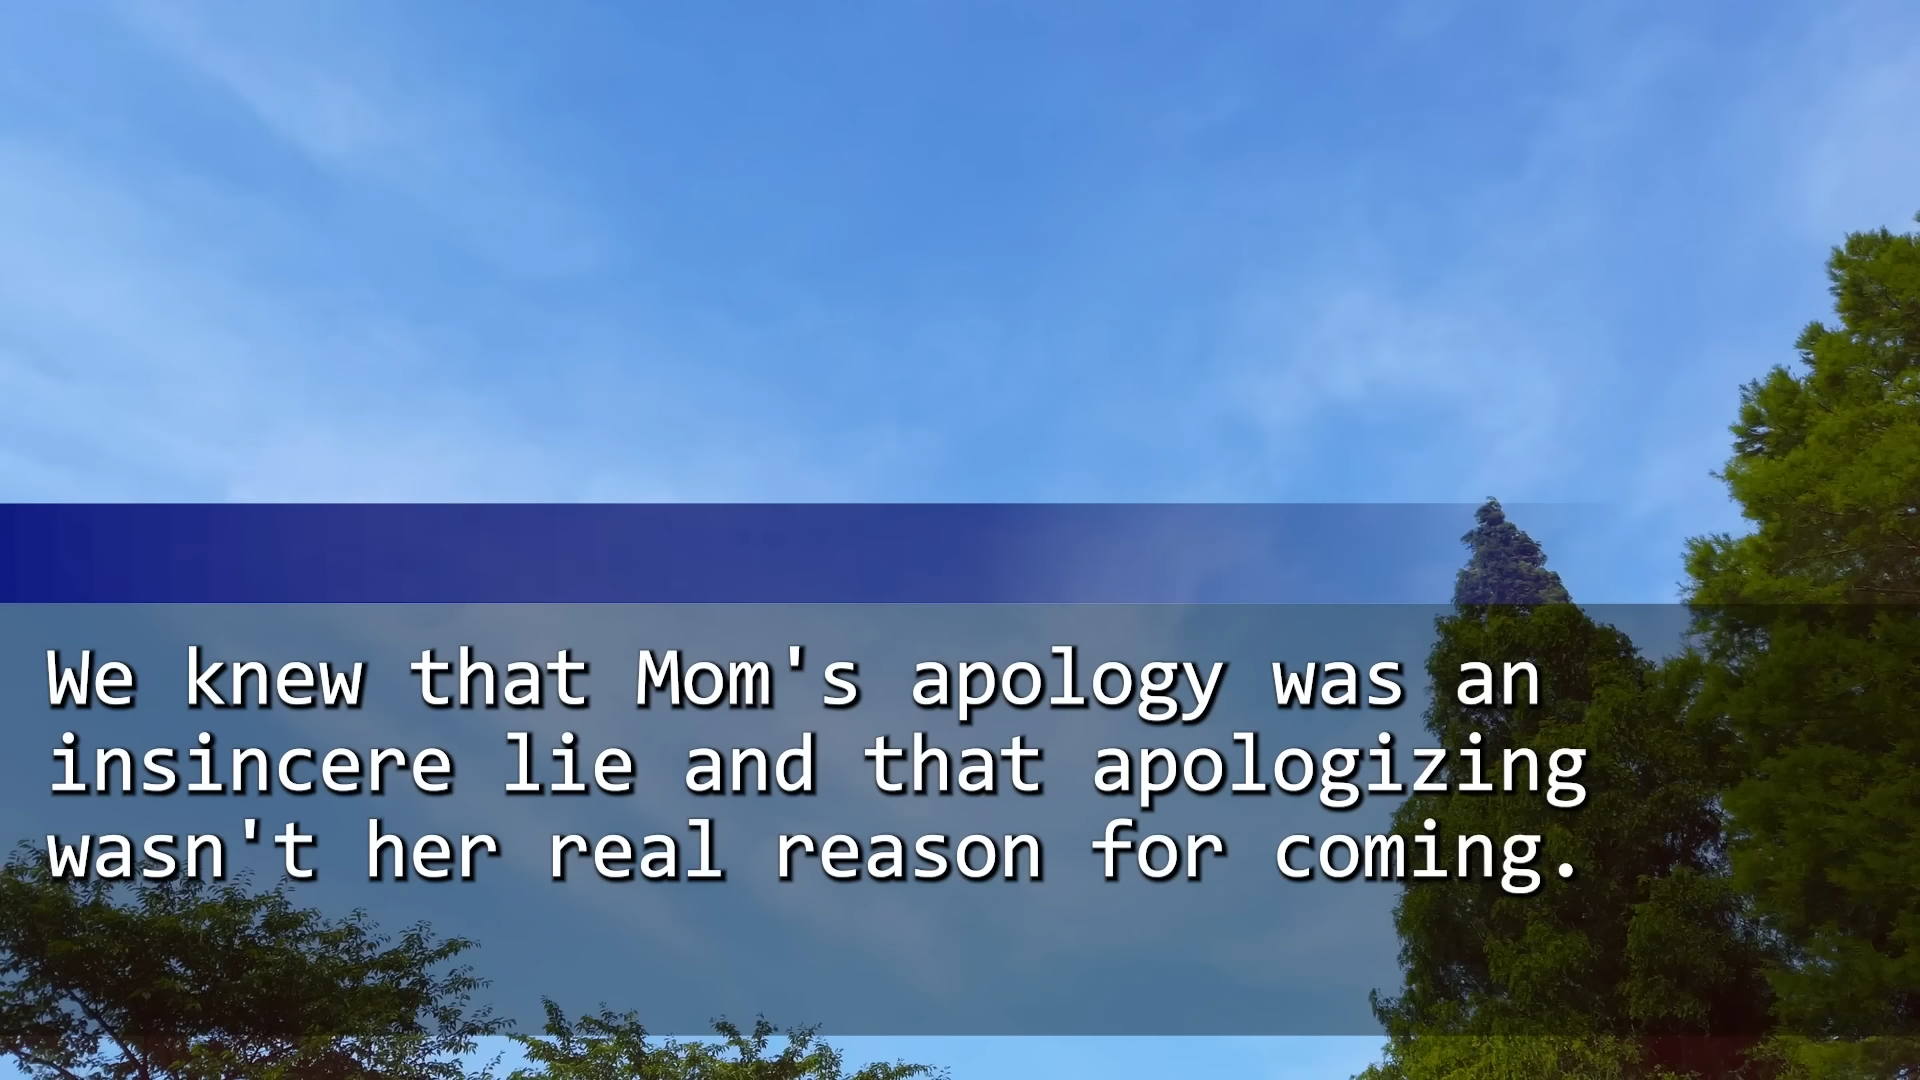 We knew that Mom's apology was an
insincere lie and that apologizing
wasn't her real reason for coming.